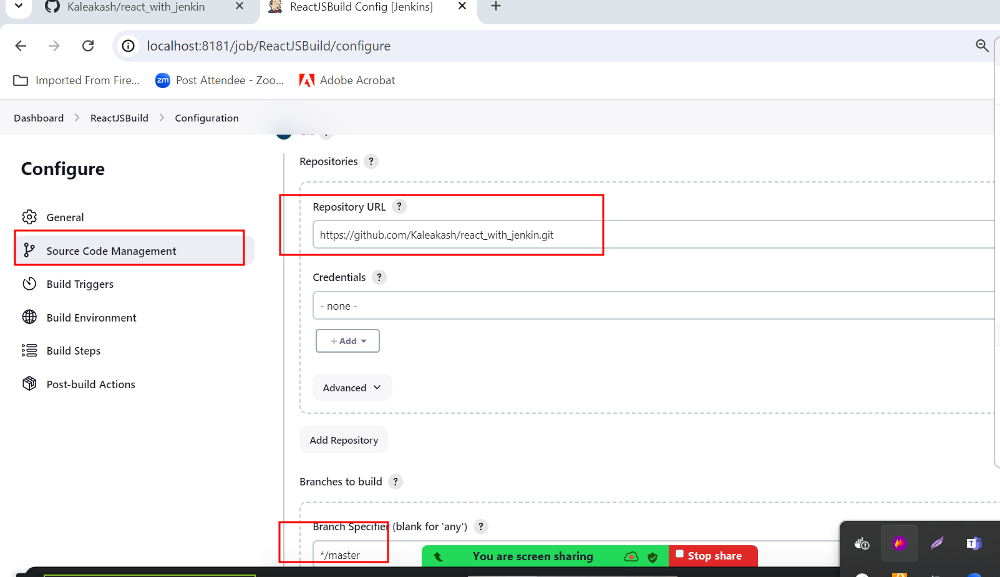 Kaleakash/react_with_jenkin
ReactJSBuild Config [Jenkins]
localhost:8181/job/ReactJSBuild/configure
Imported From Fire...
zm Post Attendee - Zoo...
Adobe Acrobat
Dashboard > ReactJSBuild > Configuration
Configure
General
Source Code Management
Build Triggers
Build Environment
Build Steps
Post-build Actions
Repositories ?
Repository URL ?
https://github.com/Kaleakash/react_with_jenkin.git
Credentials ?
- none -
+ Add
Advanced
Add Repository
Branches to build ?
Branch Specifier (blank for 'any') ?
*/master
You are screen sharing
Stop share